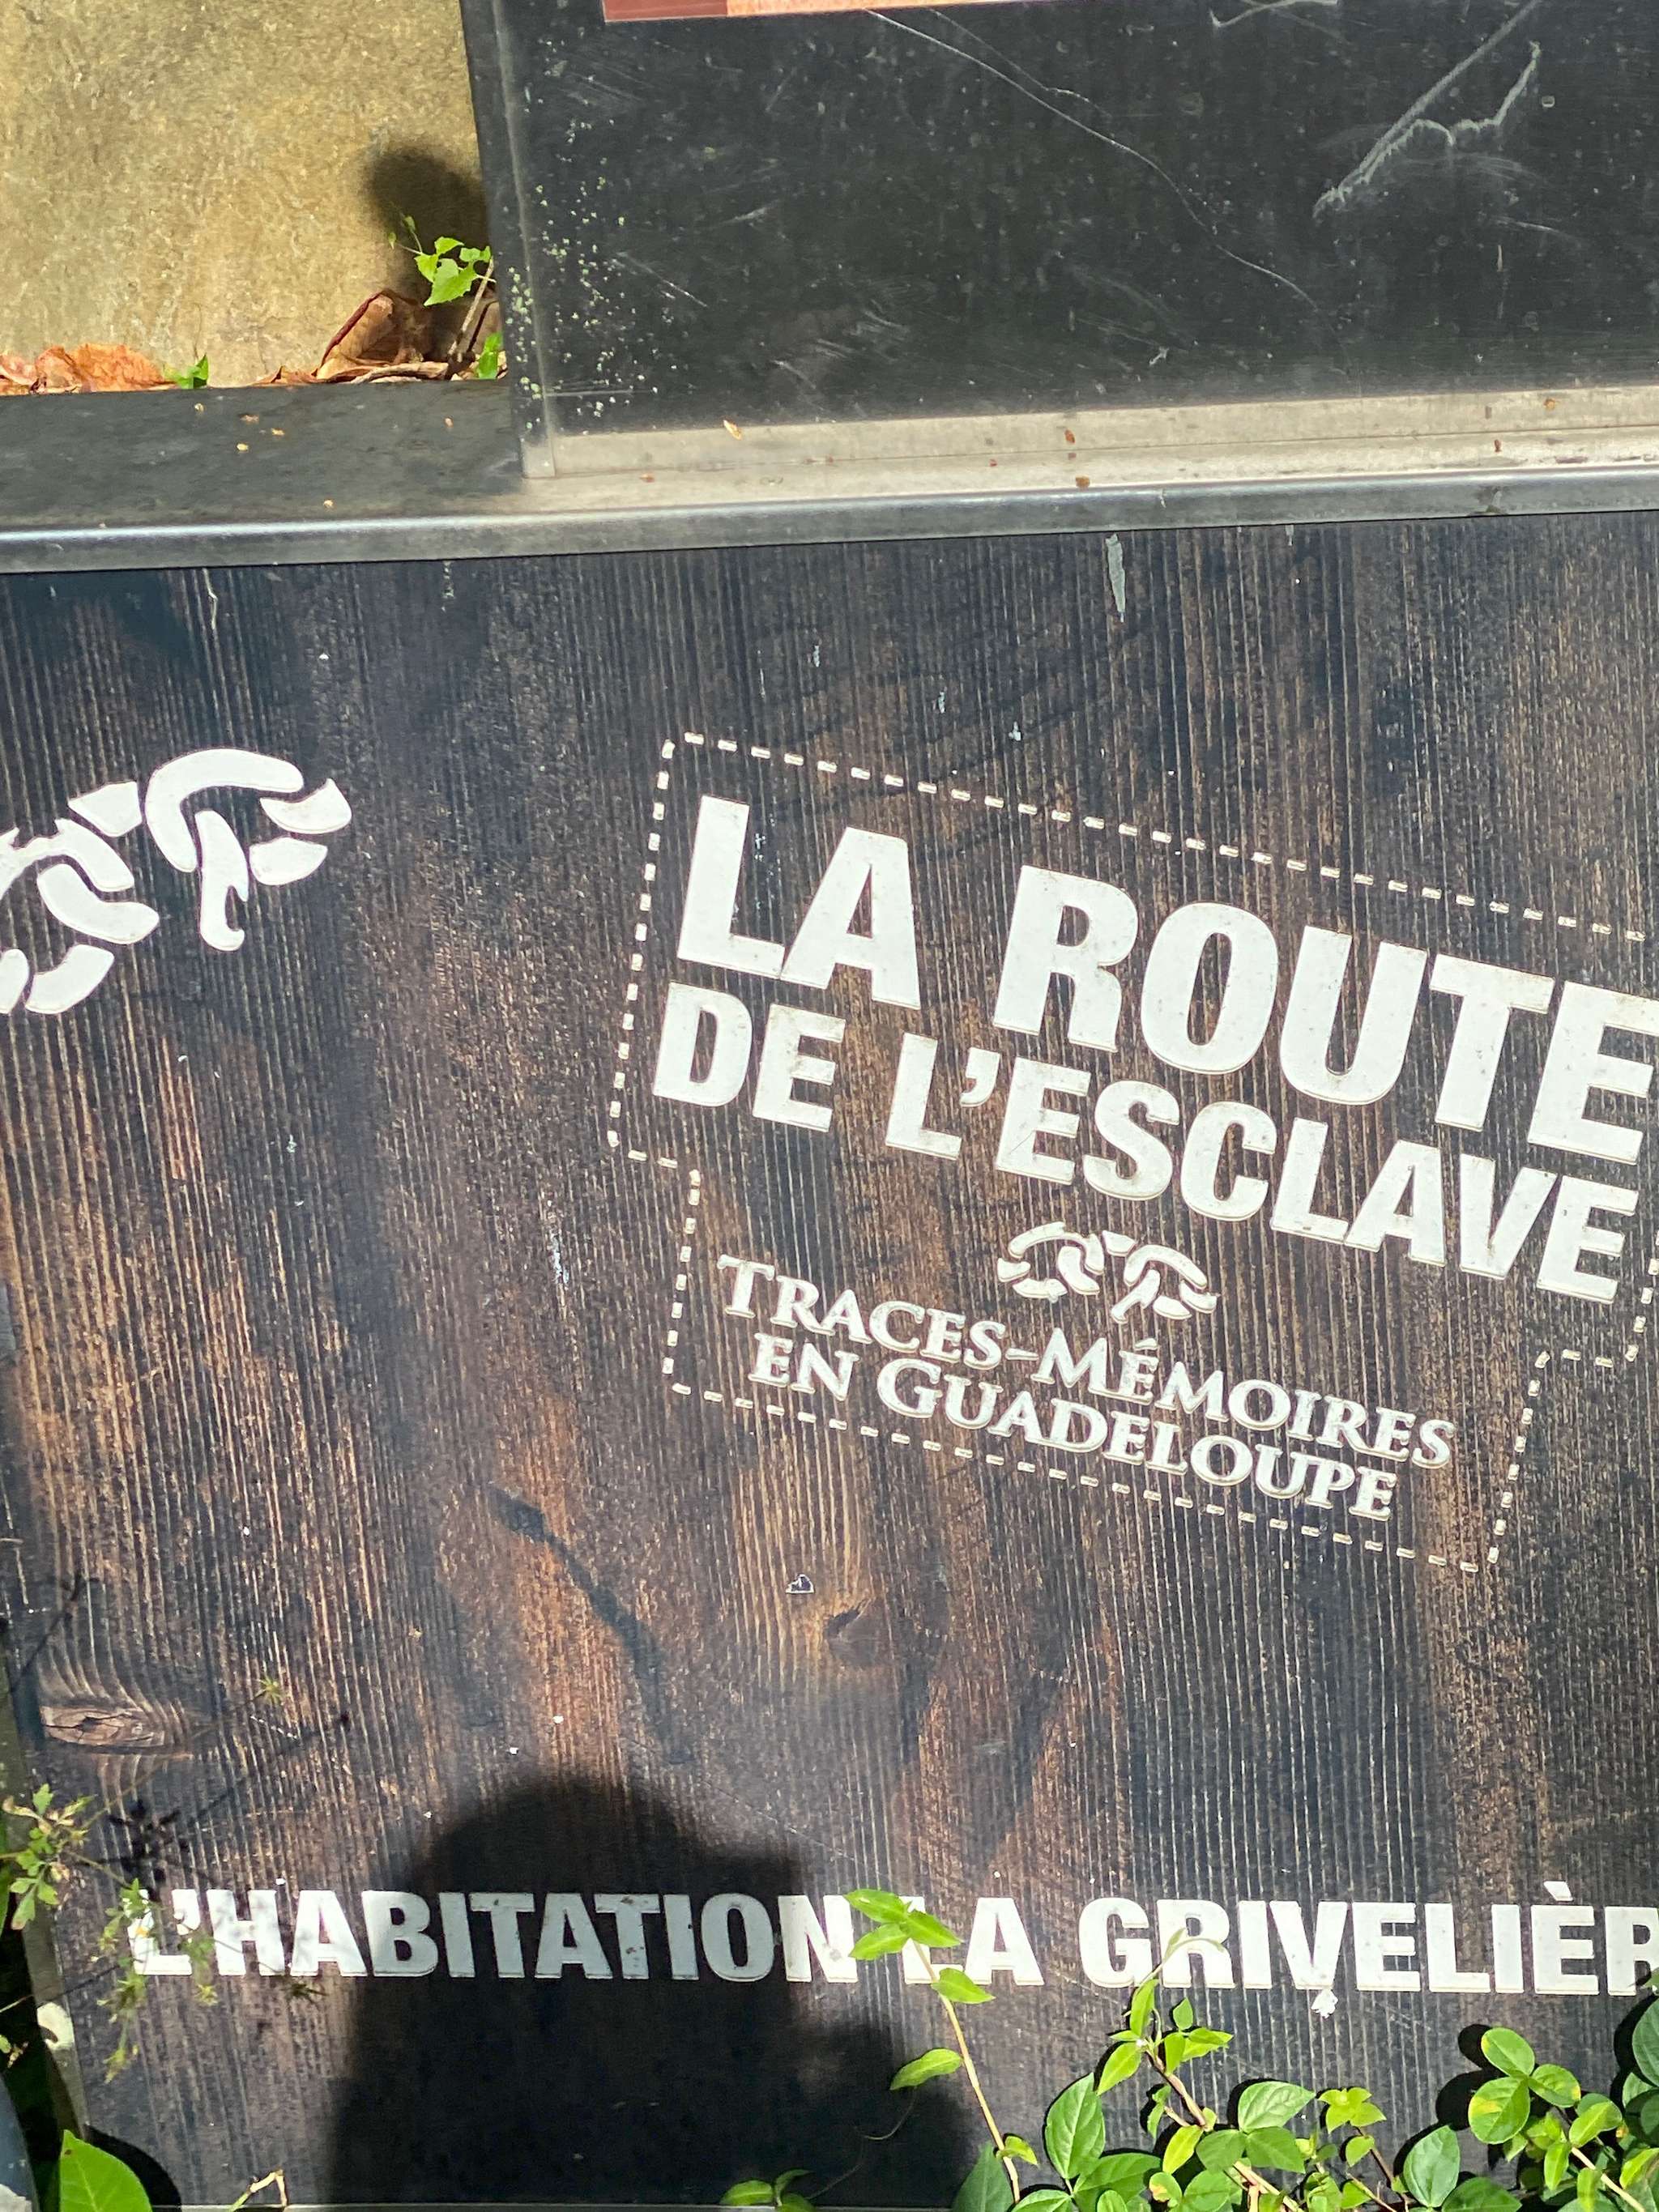 LA ROUTE
DE L'ESCLAVE
TRACES-MÉMOIRES
EN GUADELOUPE
L'HABITATION LA GRIVELIÈR